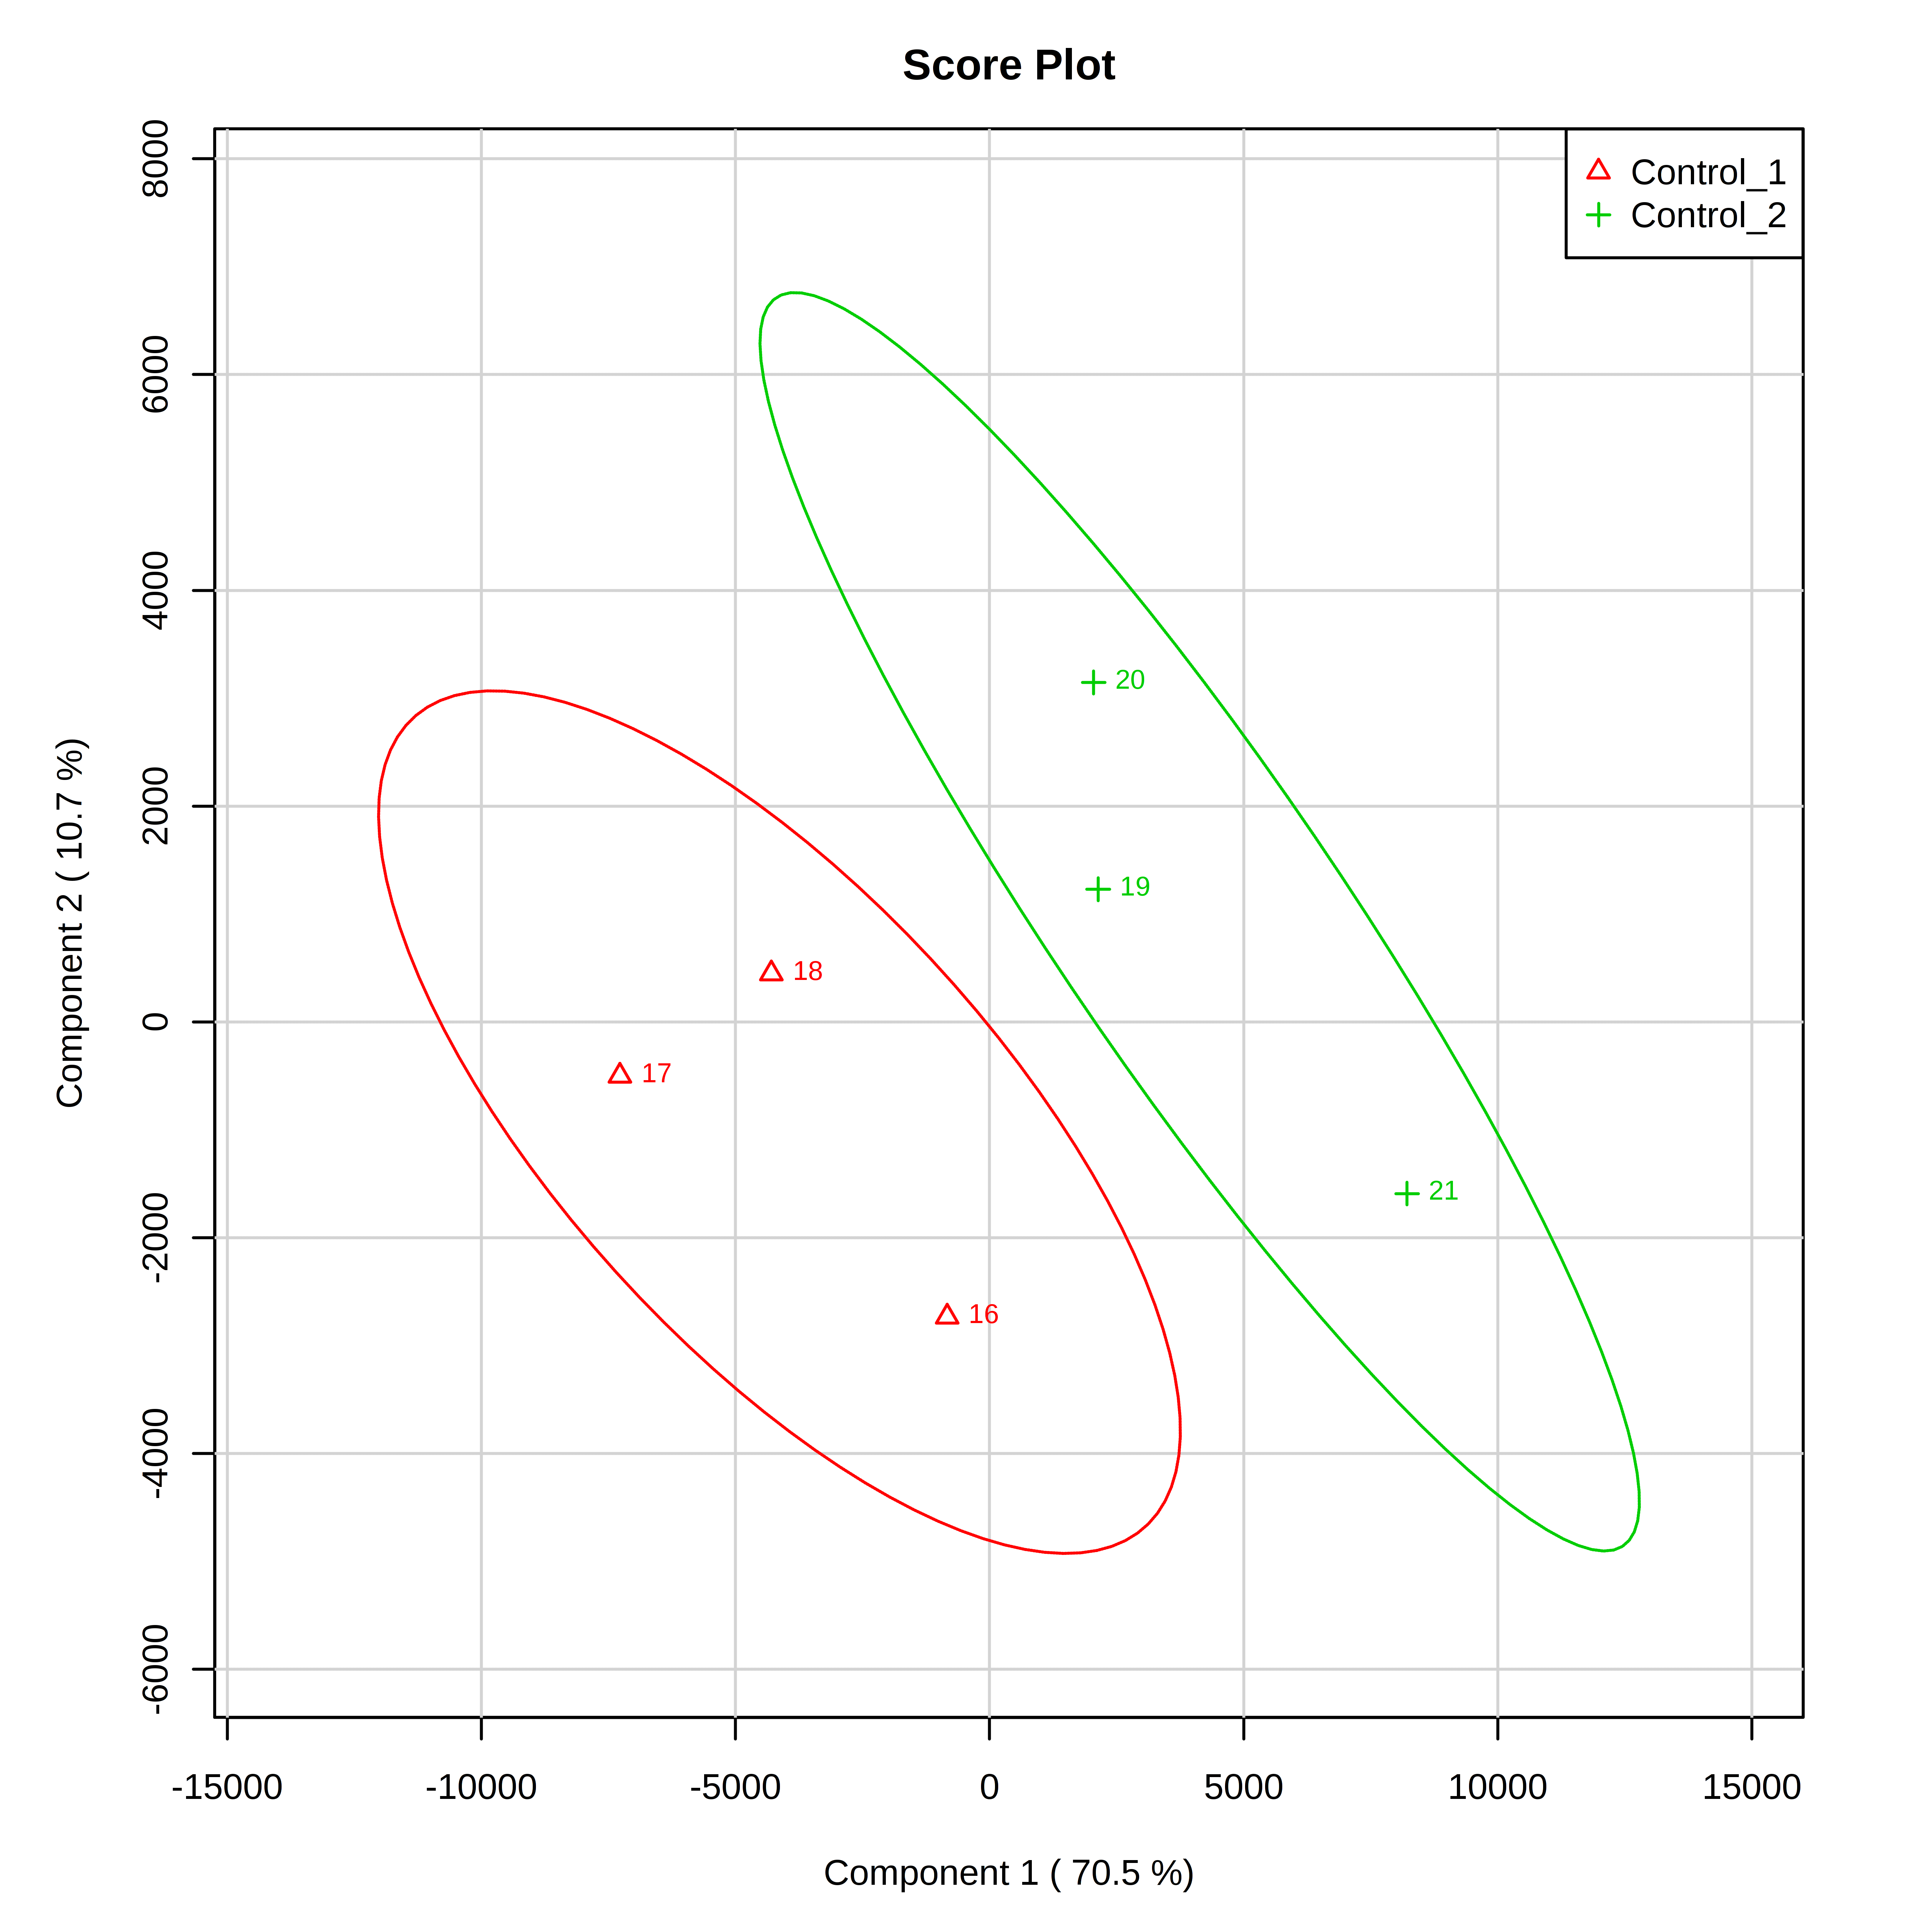 Score Plot
Control_1
Control_2
8000
6000
4000
2000
0
-2000
-4000
-6000
Component 2 ( 10.7 %)
20
19
18
17
21
16
-15000 -10000 -5000 0 5000 10000 15000
Component 1 ( 70.5 %)